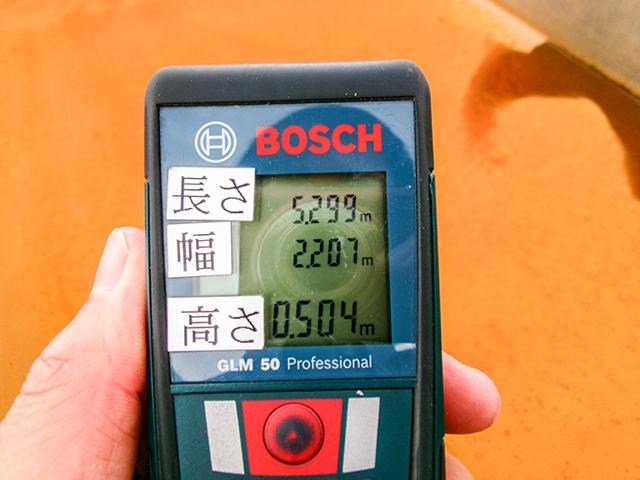 BOSCH
長さ 5.299m
幅 2.207m
高さ 0.504m
GLM 50 Professional